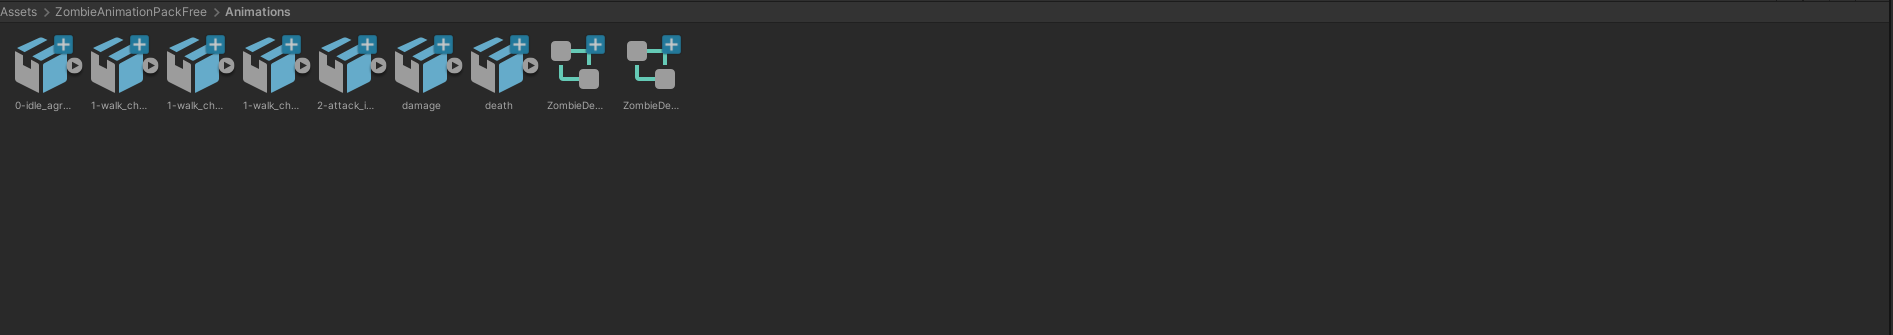 Assets > ZombieAnimationPackFree > Animations
0-idle_agr... 1-walk_ch... 1-walk_ch... 1-walk_ch... 2-attack_i... damage death ZombieDe... ZombieDe...